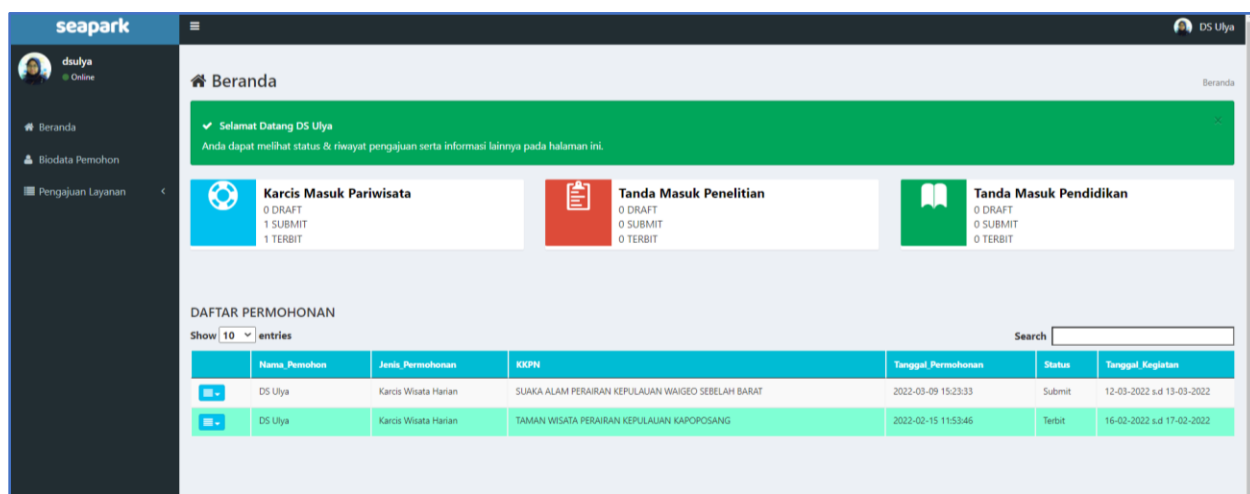 seapark
DS Ulya
dsulya
Online
Beranda
Biodata Pemohon
Pengajuan Layanan
Beranda
Beranda
Selamat Datang DS Ulya
Anda dapat melihat status & riwayat pengajuan serta informasi lainnya pada halaman ini.
Karcis Masuk Pariwisata
0 DRAFT
1 SUBMIT
1 TERBIT
Tanda Masuk Penelitian
0 DRAFT
0 SUBMIT
0 TERBIT
Tanda Masuk Pendidikan
0 DRAFT
0 SUBMIT
0 TERBIT
DAFTAR PERMOHONAN
Show 10 entries
Search
Nama_Pemohon Jenis_Permohonan KKPN Tanggal_Permohonan Status Tanggal_Kegiatan
DS Ulya Karcis Wisata Harian SUAKA ALAM PERAIRAN KEPULAUAN WAIGEO SEBELAH BARAT 2022-03-09 15:23:33 Submit 12-03-2022 s.d 13-03-2022
DS Ulya Karcis Wisata Harian TAMAN WISATA PERAIRAN KEPULAUAN KAPOPOSANG 2022-02-15 11:53:46 Terbit 16-02-2022 s.d 17-02-2022